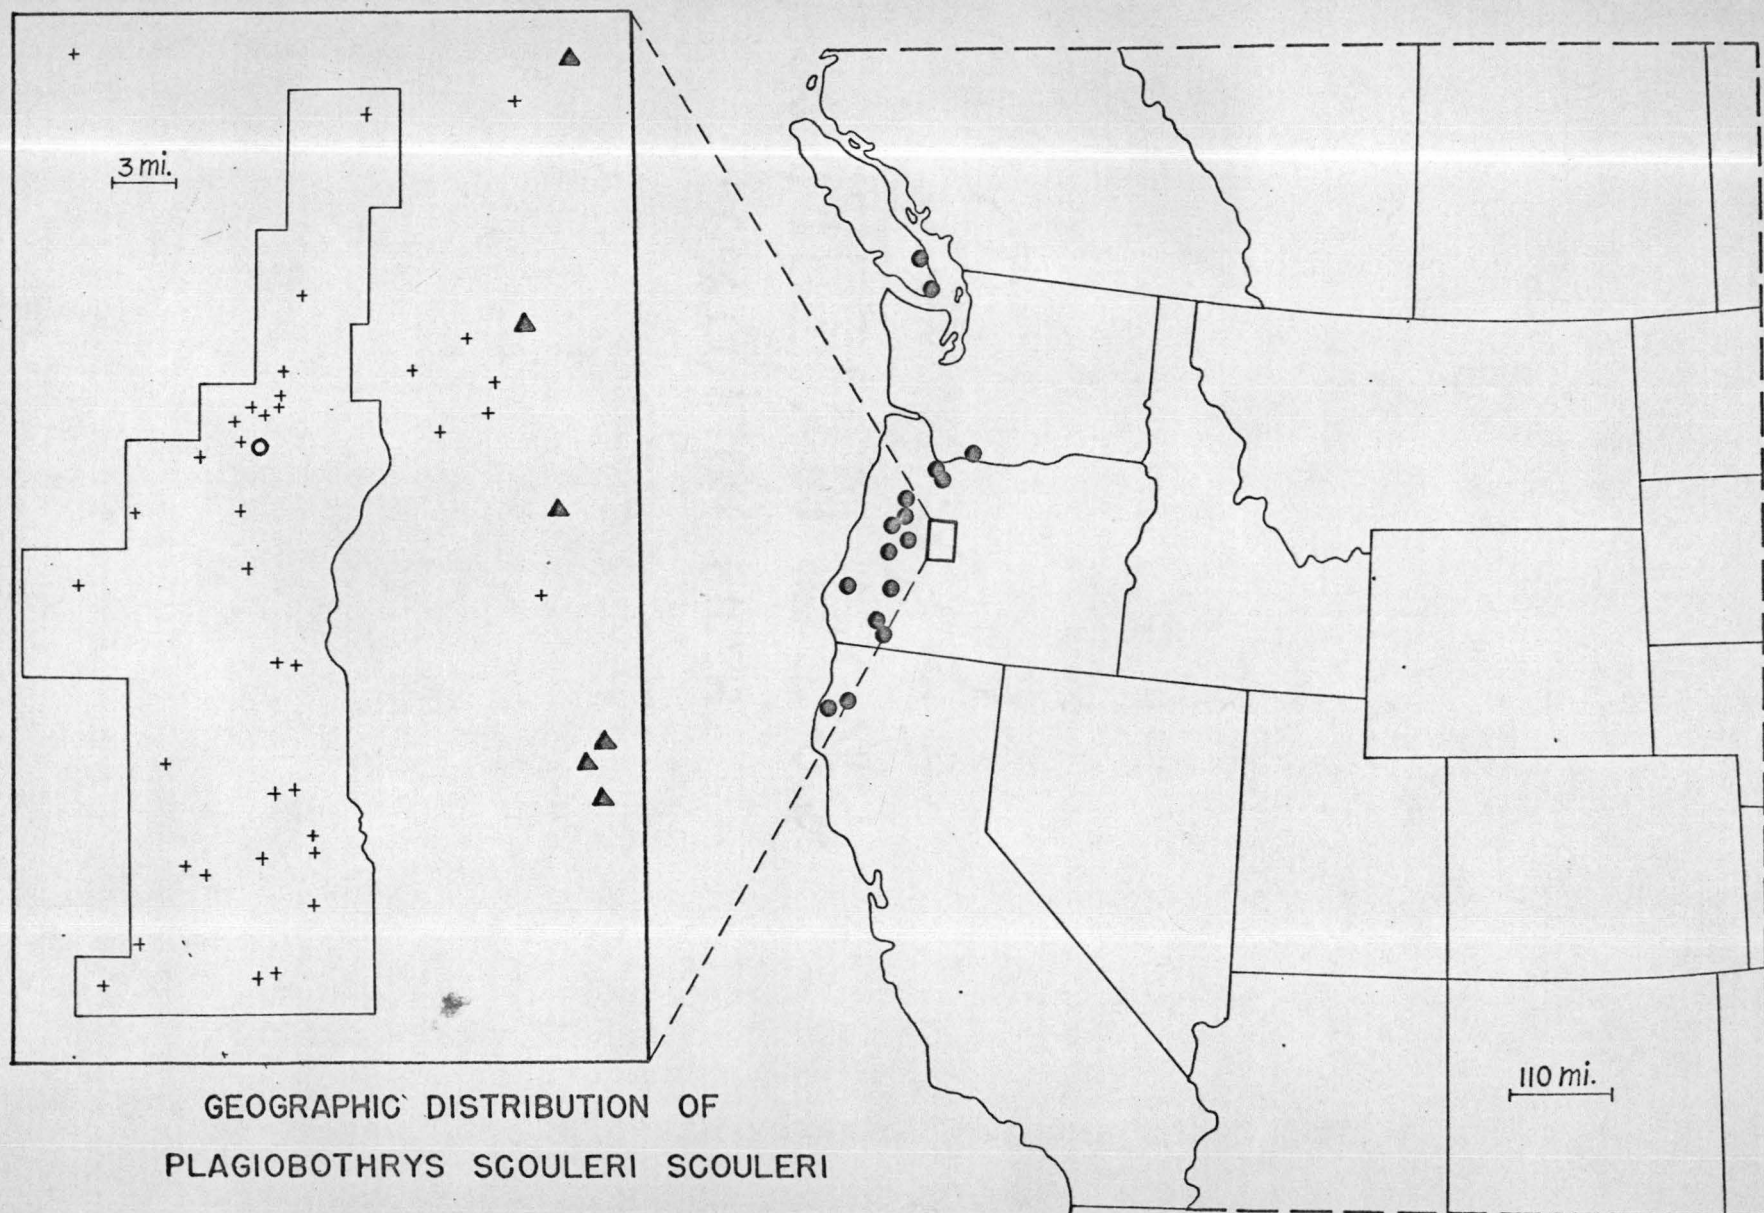 3 mi.
110 mi.
GEOGRAPHIC DISTRIBUTION OF
PLAGIOBOTHRYS SCOULERI SCOULERI